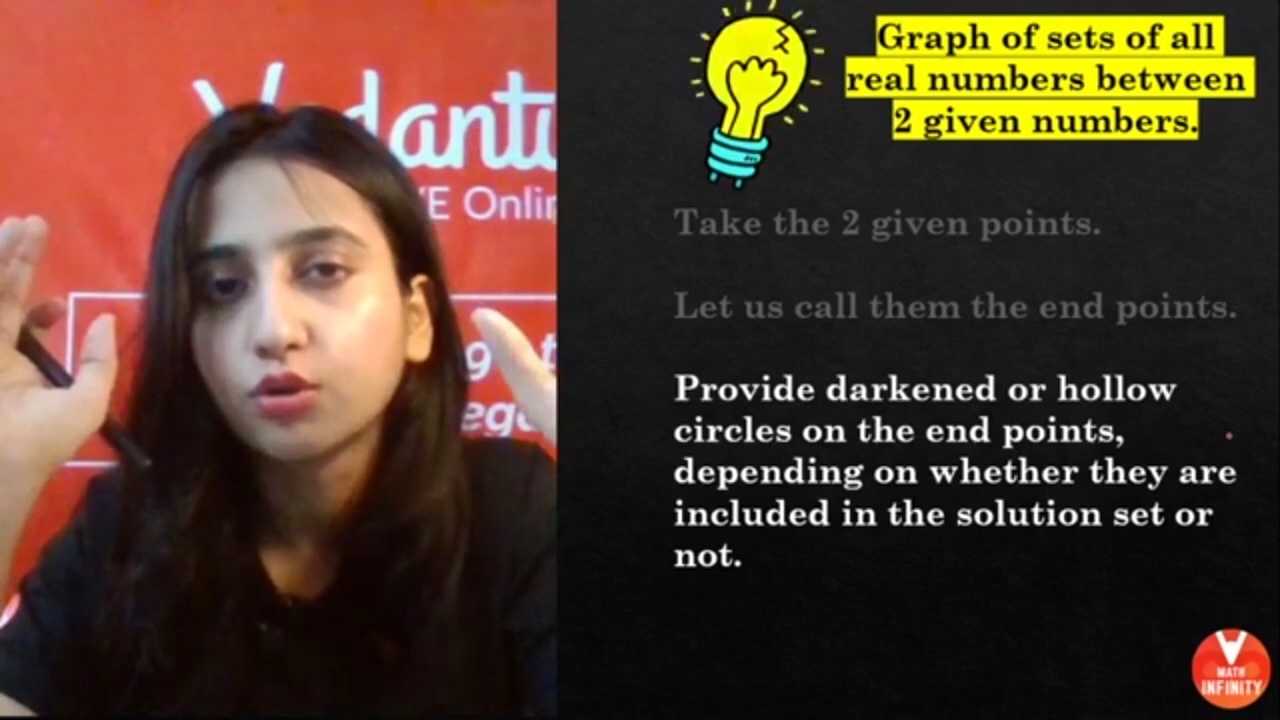 Graph of sets of all
real numbers between
2 given numbers.
Take the 2 given points.
Let us call them the end points.
Provide darkened or hollow
circles on the end points,
depending on whether they are
included in the solution set or
not.
MATH
INFINITY